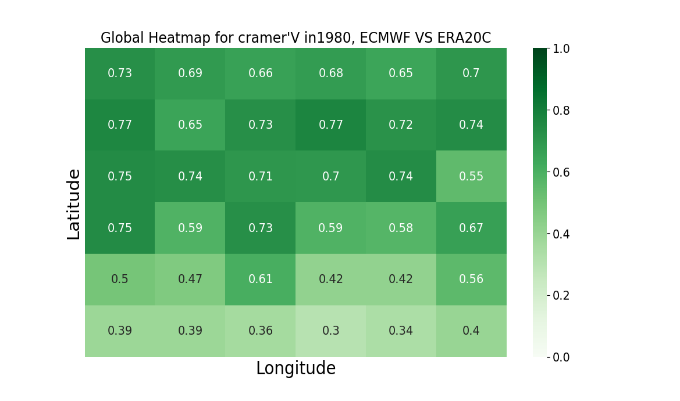 Global Heatmap for cramer'V in1980, ECMWF VS ERA20C
0.73 0.69 0.66 0.68 0.65 0.7
0.77 0.65 0.73 0.77 0.72 0.74
0.75 0.74 0.71 0.7 0.74 0.55
0.75 0.59 0.73 0.59 0.58 0.67
0.5 0.47 0.61 0.42 0.42 0.56
0.39 0.39 0.36 0.3 0.34 0.4
Latitude
Longitude
1.0
0.8
0.6
0.4
0.2
0.0